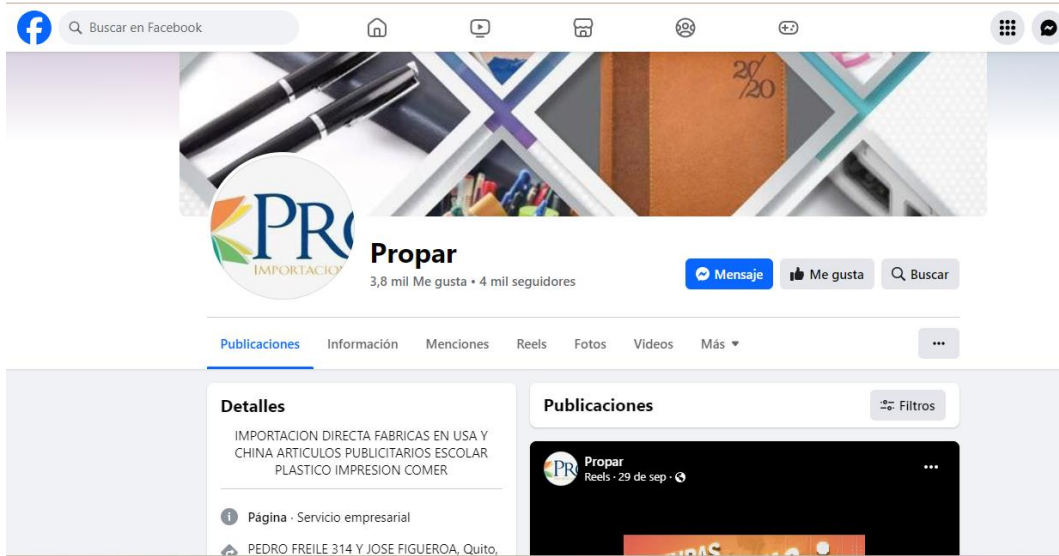 Buscar en Facebook
20/
/20
PRO
IMPORTACION
Propar
3,8 mil Me gusta • 4 mil seguidores
Mensaje
Me gusta
Buscar
Publicaciones
Información
Menciones
Reels
Fotos
Videos
Más
Detalles
IMPORTACION DIRECTA FABRICAS EN USA Y
CHINA ARTICULOS PUBLICITARIOS ESCOLAR
PLASTICO IMPRESION COMER
Página · Servicio empresarial
PEDRO FREILE 314 Y JOSE FIGUEROA, Quito,
Publicaciones
Filtros
PRO
Propar
Reels · 29 de sep ·